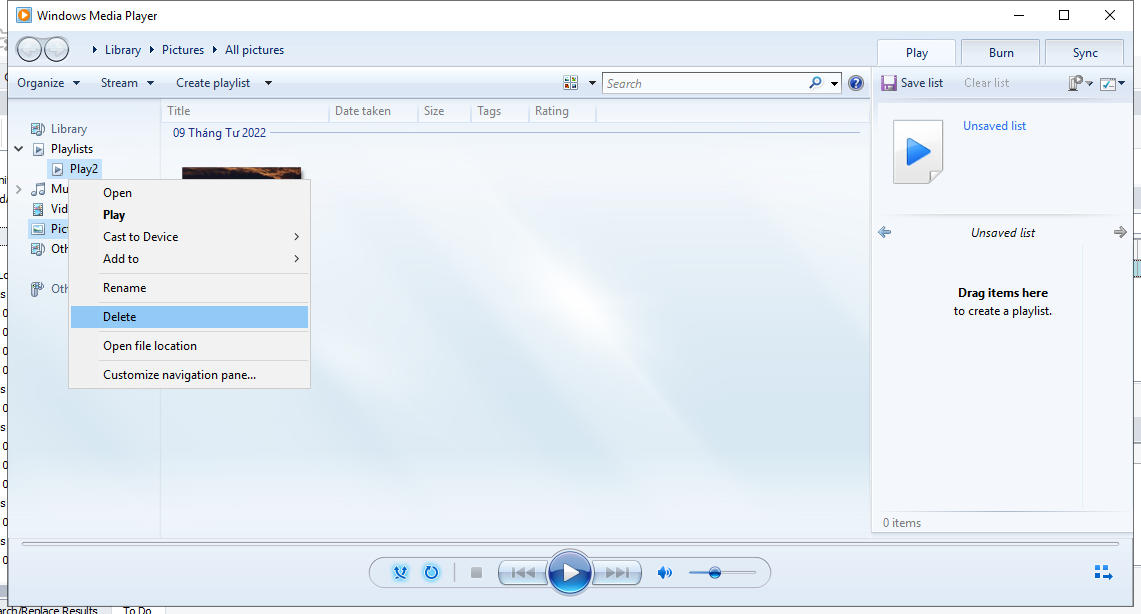 Windows Media Player
Library Pictures All pictures
Play Burn Sync
Organize Stream Create playlist
Search
Save list Clear list
Title Date taken Size Tags Rating
09 Tháng Tư 2022
Library
Playlists
Play2
Mu
Vid
Pict
Oth
Oth
Open
Play
Cast to Device
Add to
Rename
Delete
Open file location
Customize navigation pane...
Unsaved list
Unsaved list
Drag items here
to create a playlist.
0 items
arch/Replace Results To Do